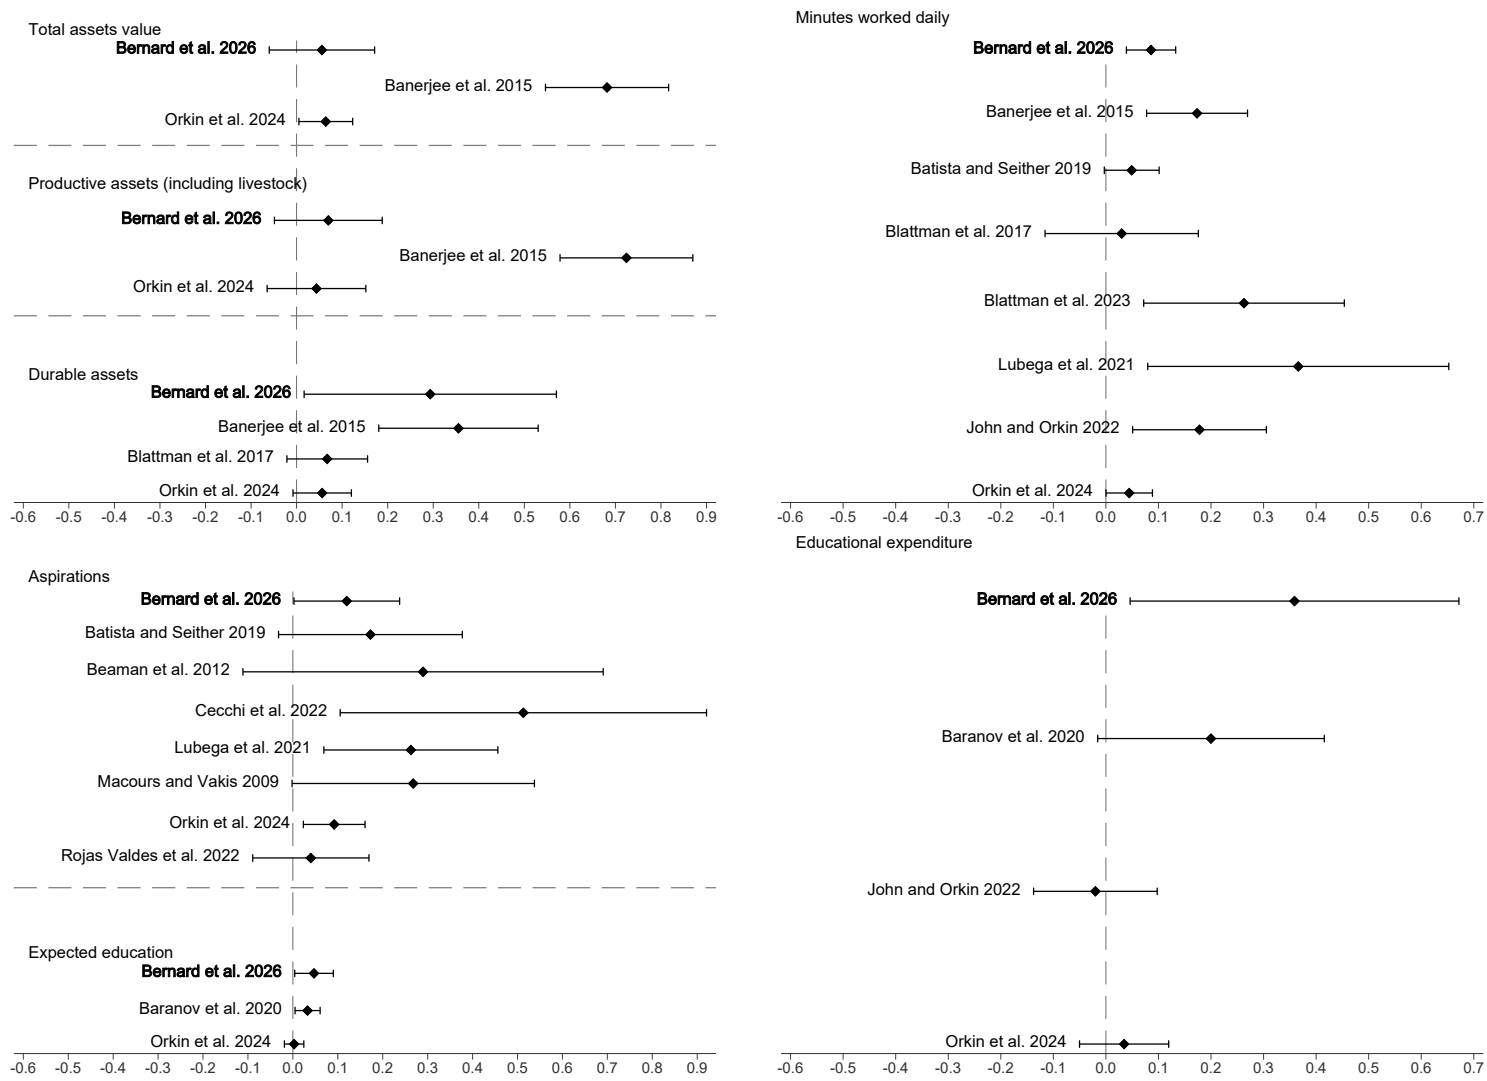 Total assets value
Bernard et al. 2026
Banerjee et al. 2015
Orkin et al. 2024
Productive assets (including livestock)
Bernard et al. 2026
Banerjee et al. 2015
Orkin et al. 2024
Durable assets
Bernard et al. 2026
Banerjee et al. 2015
Blattman et al. 2017
Orkin et al. 2024
-0.6 -0.5 -0.4 -0.3 -0.2 -0.1 0.0 0.1 0.2 0.3 0.4 0.5 0.6 0.7 0.8 0.9
Minutes worked daily
Bernard et al. 2026
Banerjee et al. 2015
Batista and Seither 2019
Blattman et al. 2017
Blattman et al. 2023
Lubega et al. 2021
John and Orkin 2022
Orkin et al. 2024
-0.6 -0.5 -0.4 -0.3 -0.2 -0.1 0.0 0.1 0.2 0.3 0.4 0.5 0.6 0.7
Aspirations
Bernard et al. 2026
Batista and Seither 2019
Beaman et al. 2012
Cecchi et al. 2022
Lubega et al. 2021
Macours and Vakis 2009
Orkin et al. 2024
Rojas Valdes et al. 2022
Expected education
Bernard et al. 2026
Baranov et al. 2020
Orkin et al. 2024
-0.6 -0.5 -0.4 -0.3 -0.2 -0.1 0.0 0.1 0.2 0.3 0.4 0.5 0.6 0.7 0.8 0.9
Educational expenditure
Bernard et al. 2026
Baranov et al. 2020
John and Orkin 2022
Orkin et al. 2024
-0.6 -0.5 -0.4 -0.3 -0.2 -0.1 0.0 0.1 0.2 0.3 0.4 0.5 0.6 0.7